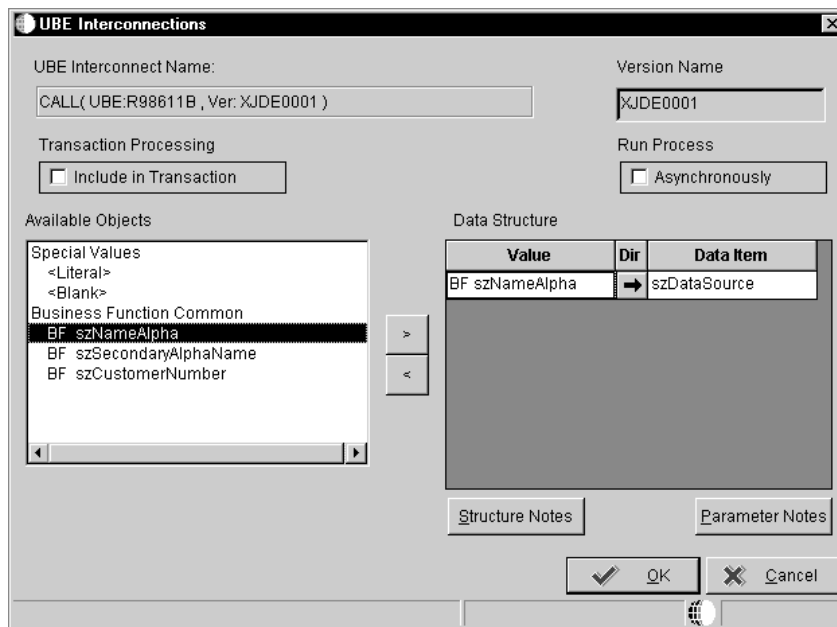 UBE Interconnections
UBE Interconnect Name:
Version Name
CALL( UBE:R98611B , Ver: XJDE0001 )
XJDE0001
Transaction Processing
Run Process
Include in Transaction
Asynchronously
Available Objects
Data Structure
Special Values
<Literal>
<Blank>
Business Function Common
BF szNameAlpha
BF szSecondaryAlphaName
BF szCustomerNumber
>
<
Value Dir Data Item
BF szNameAlpha szDataSource
Structure Notes
Parameter Notes
OK
Cancel